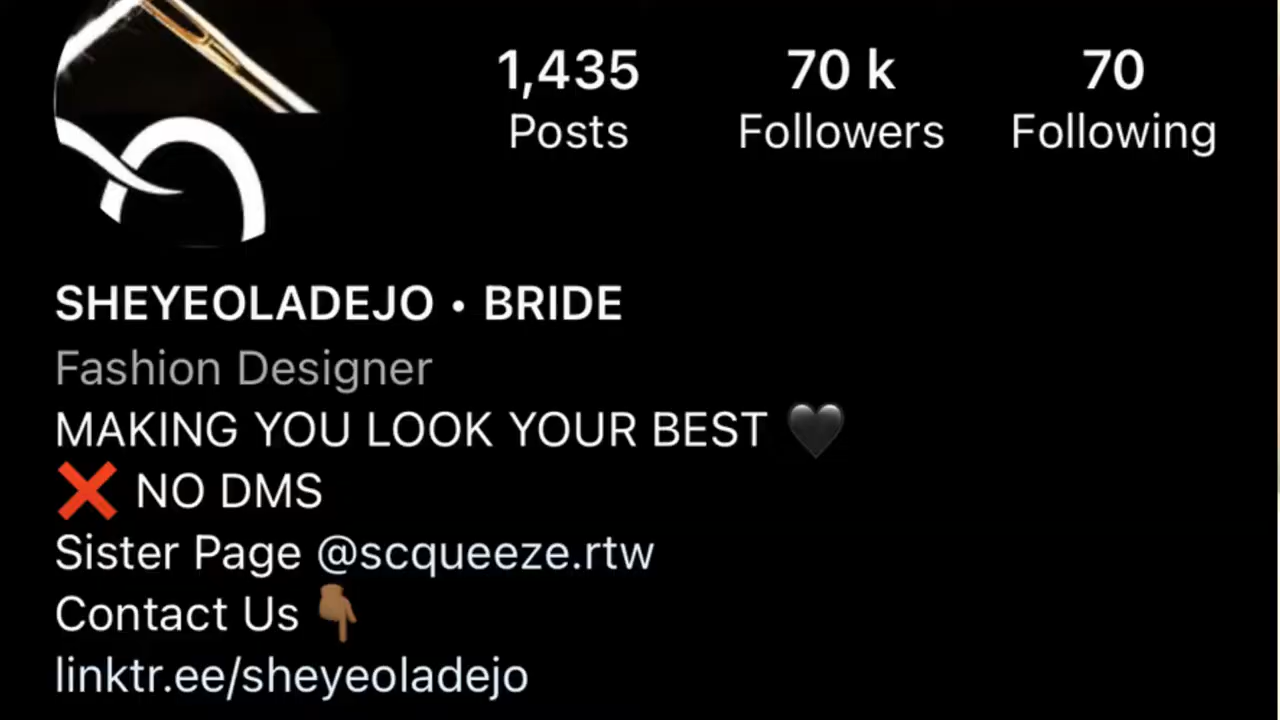 1,435 70 k 70
Posts Followers Following
SHEYEOLADEJO • BRIDE
Fashion Designer
MAKING YOU LOOK YOUR BEST 🖤
❌ NO DMS
Sister Page @scqueeze.rtw
Contact Us 👇🏾
linktr.ee/sheyeoladejo